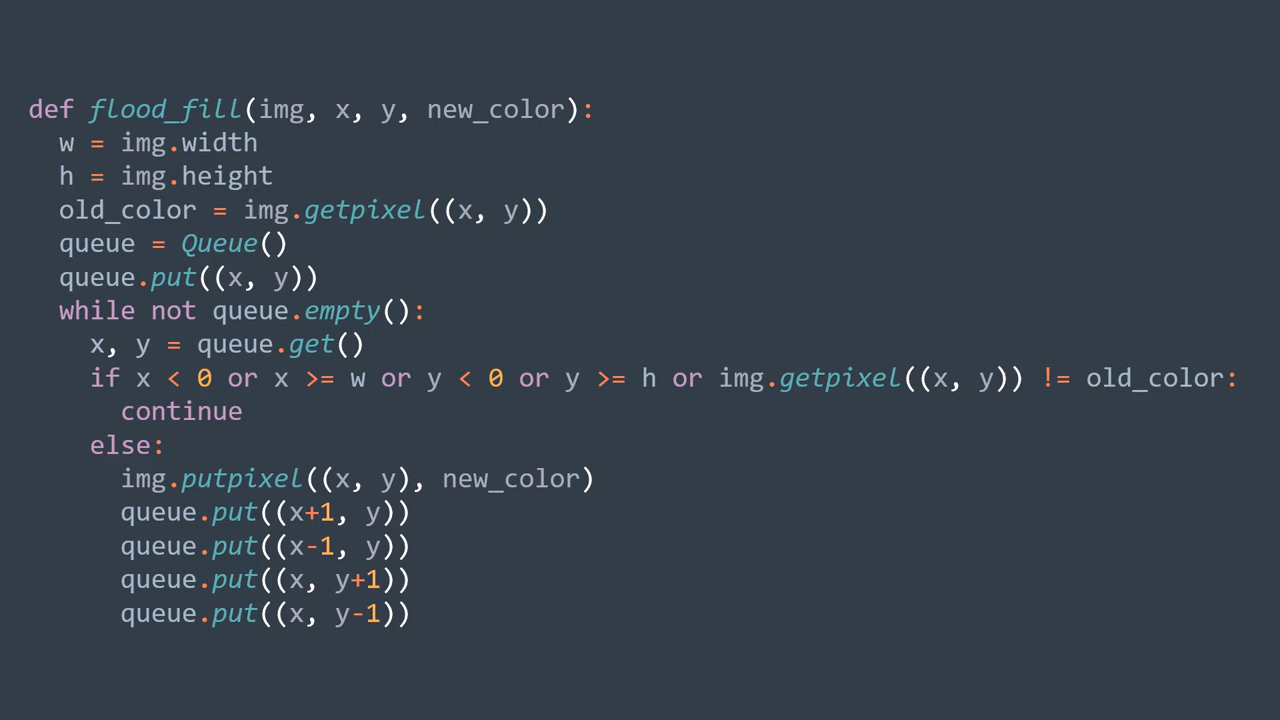 def flood_fill(img, x, y, new_color):
  w = img.width
  h = img.height
  old_color = img.getpixel((x, y))
  queue = Queue()
  queue.put((x, y))
  while not queue.empty():
    x, y = queue.get()
    if x < 0 or x >= w or y < 0 or y >= h or img.getpixel((x, y)) != old_color:
      continue
    else:
      img.putpixel((x, y), new_color)
      queue.put((x+1, y))
      queue.put((x-1, y))
      queue.put((x, y+1))
      queue.put((x, y-1))